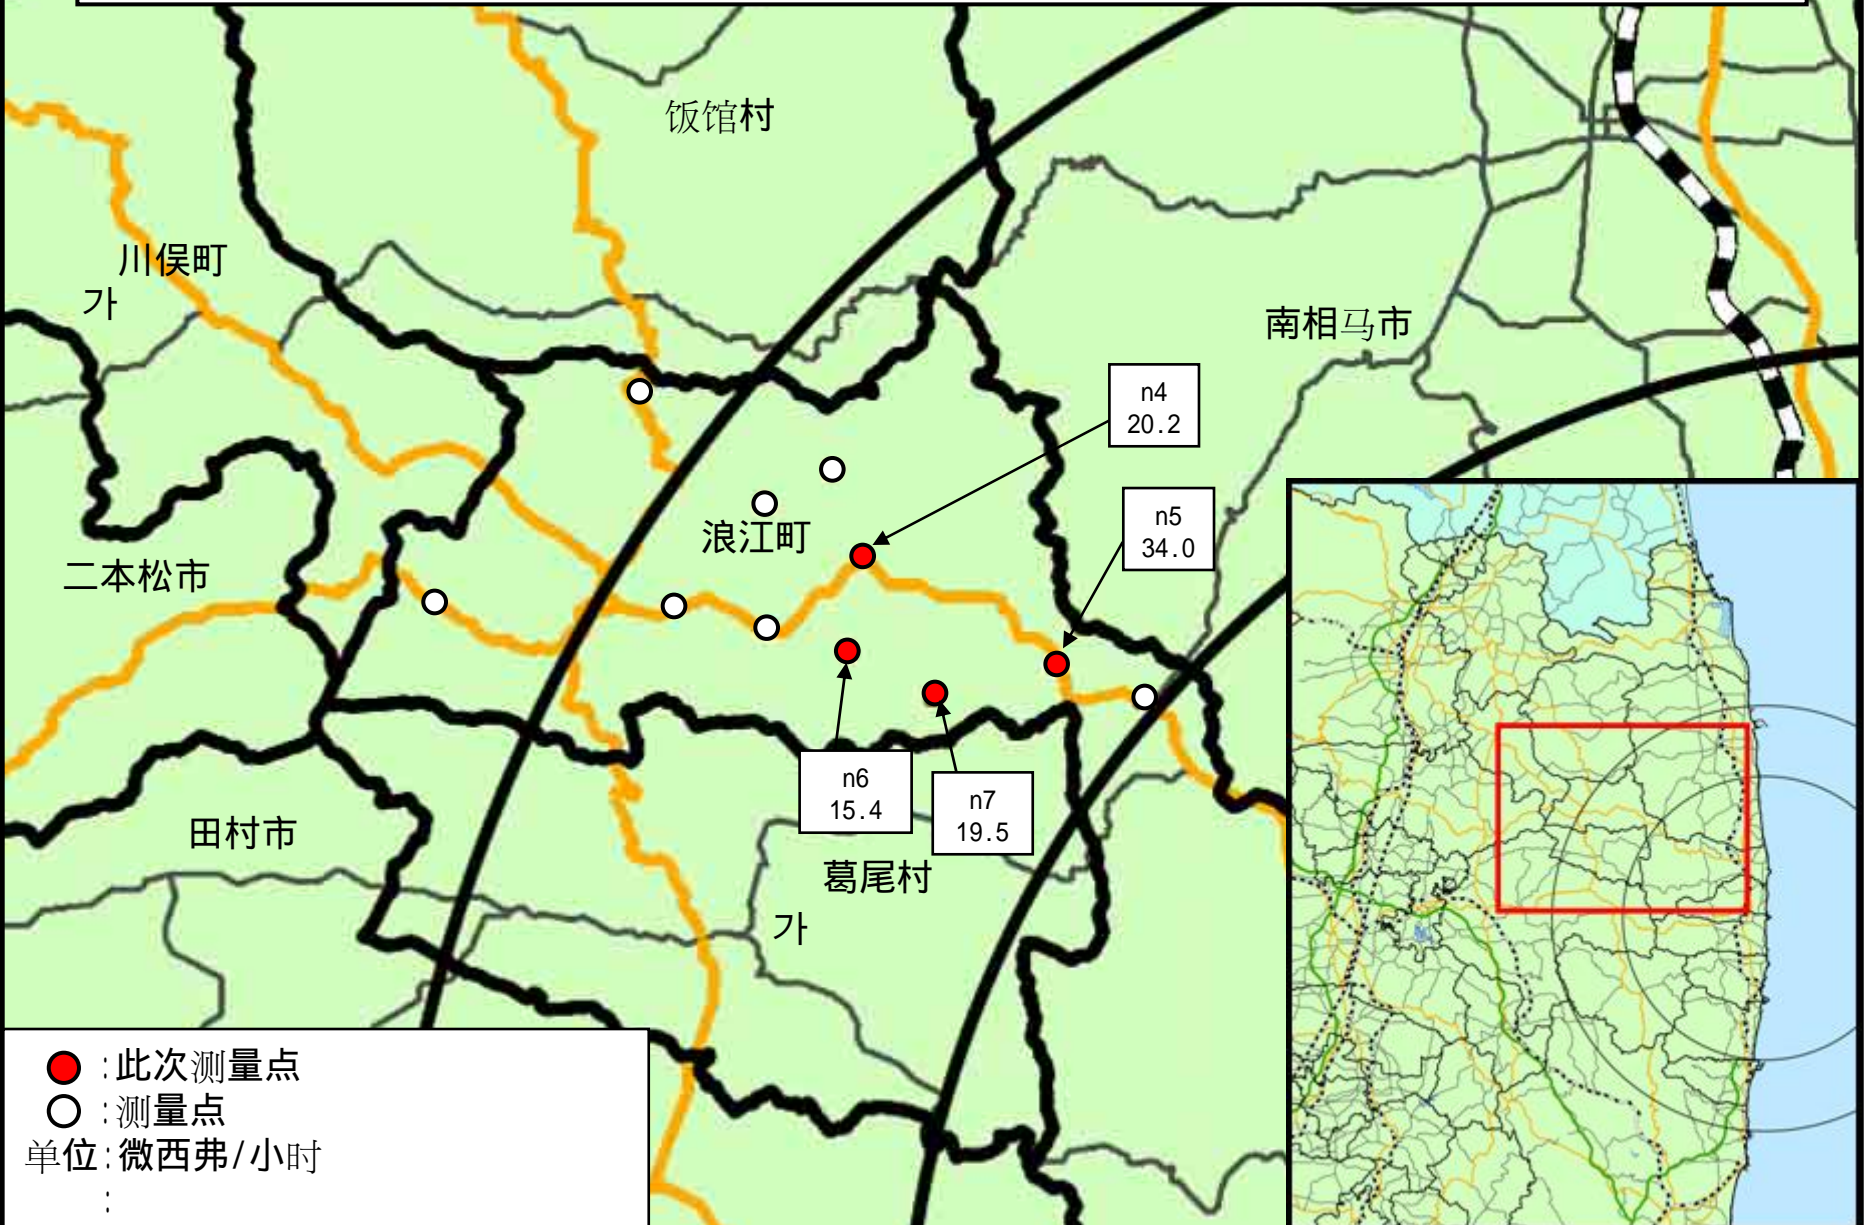 饭馆村
川俣町
가
南相马市
n4
20.2
n5
34.0
浪江町
二本松市
n6
15.4
n7
19.5
田村市
葛尾村
가
:此次测量点
:测量点
单位:微西弗/小时
: